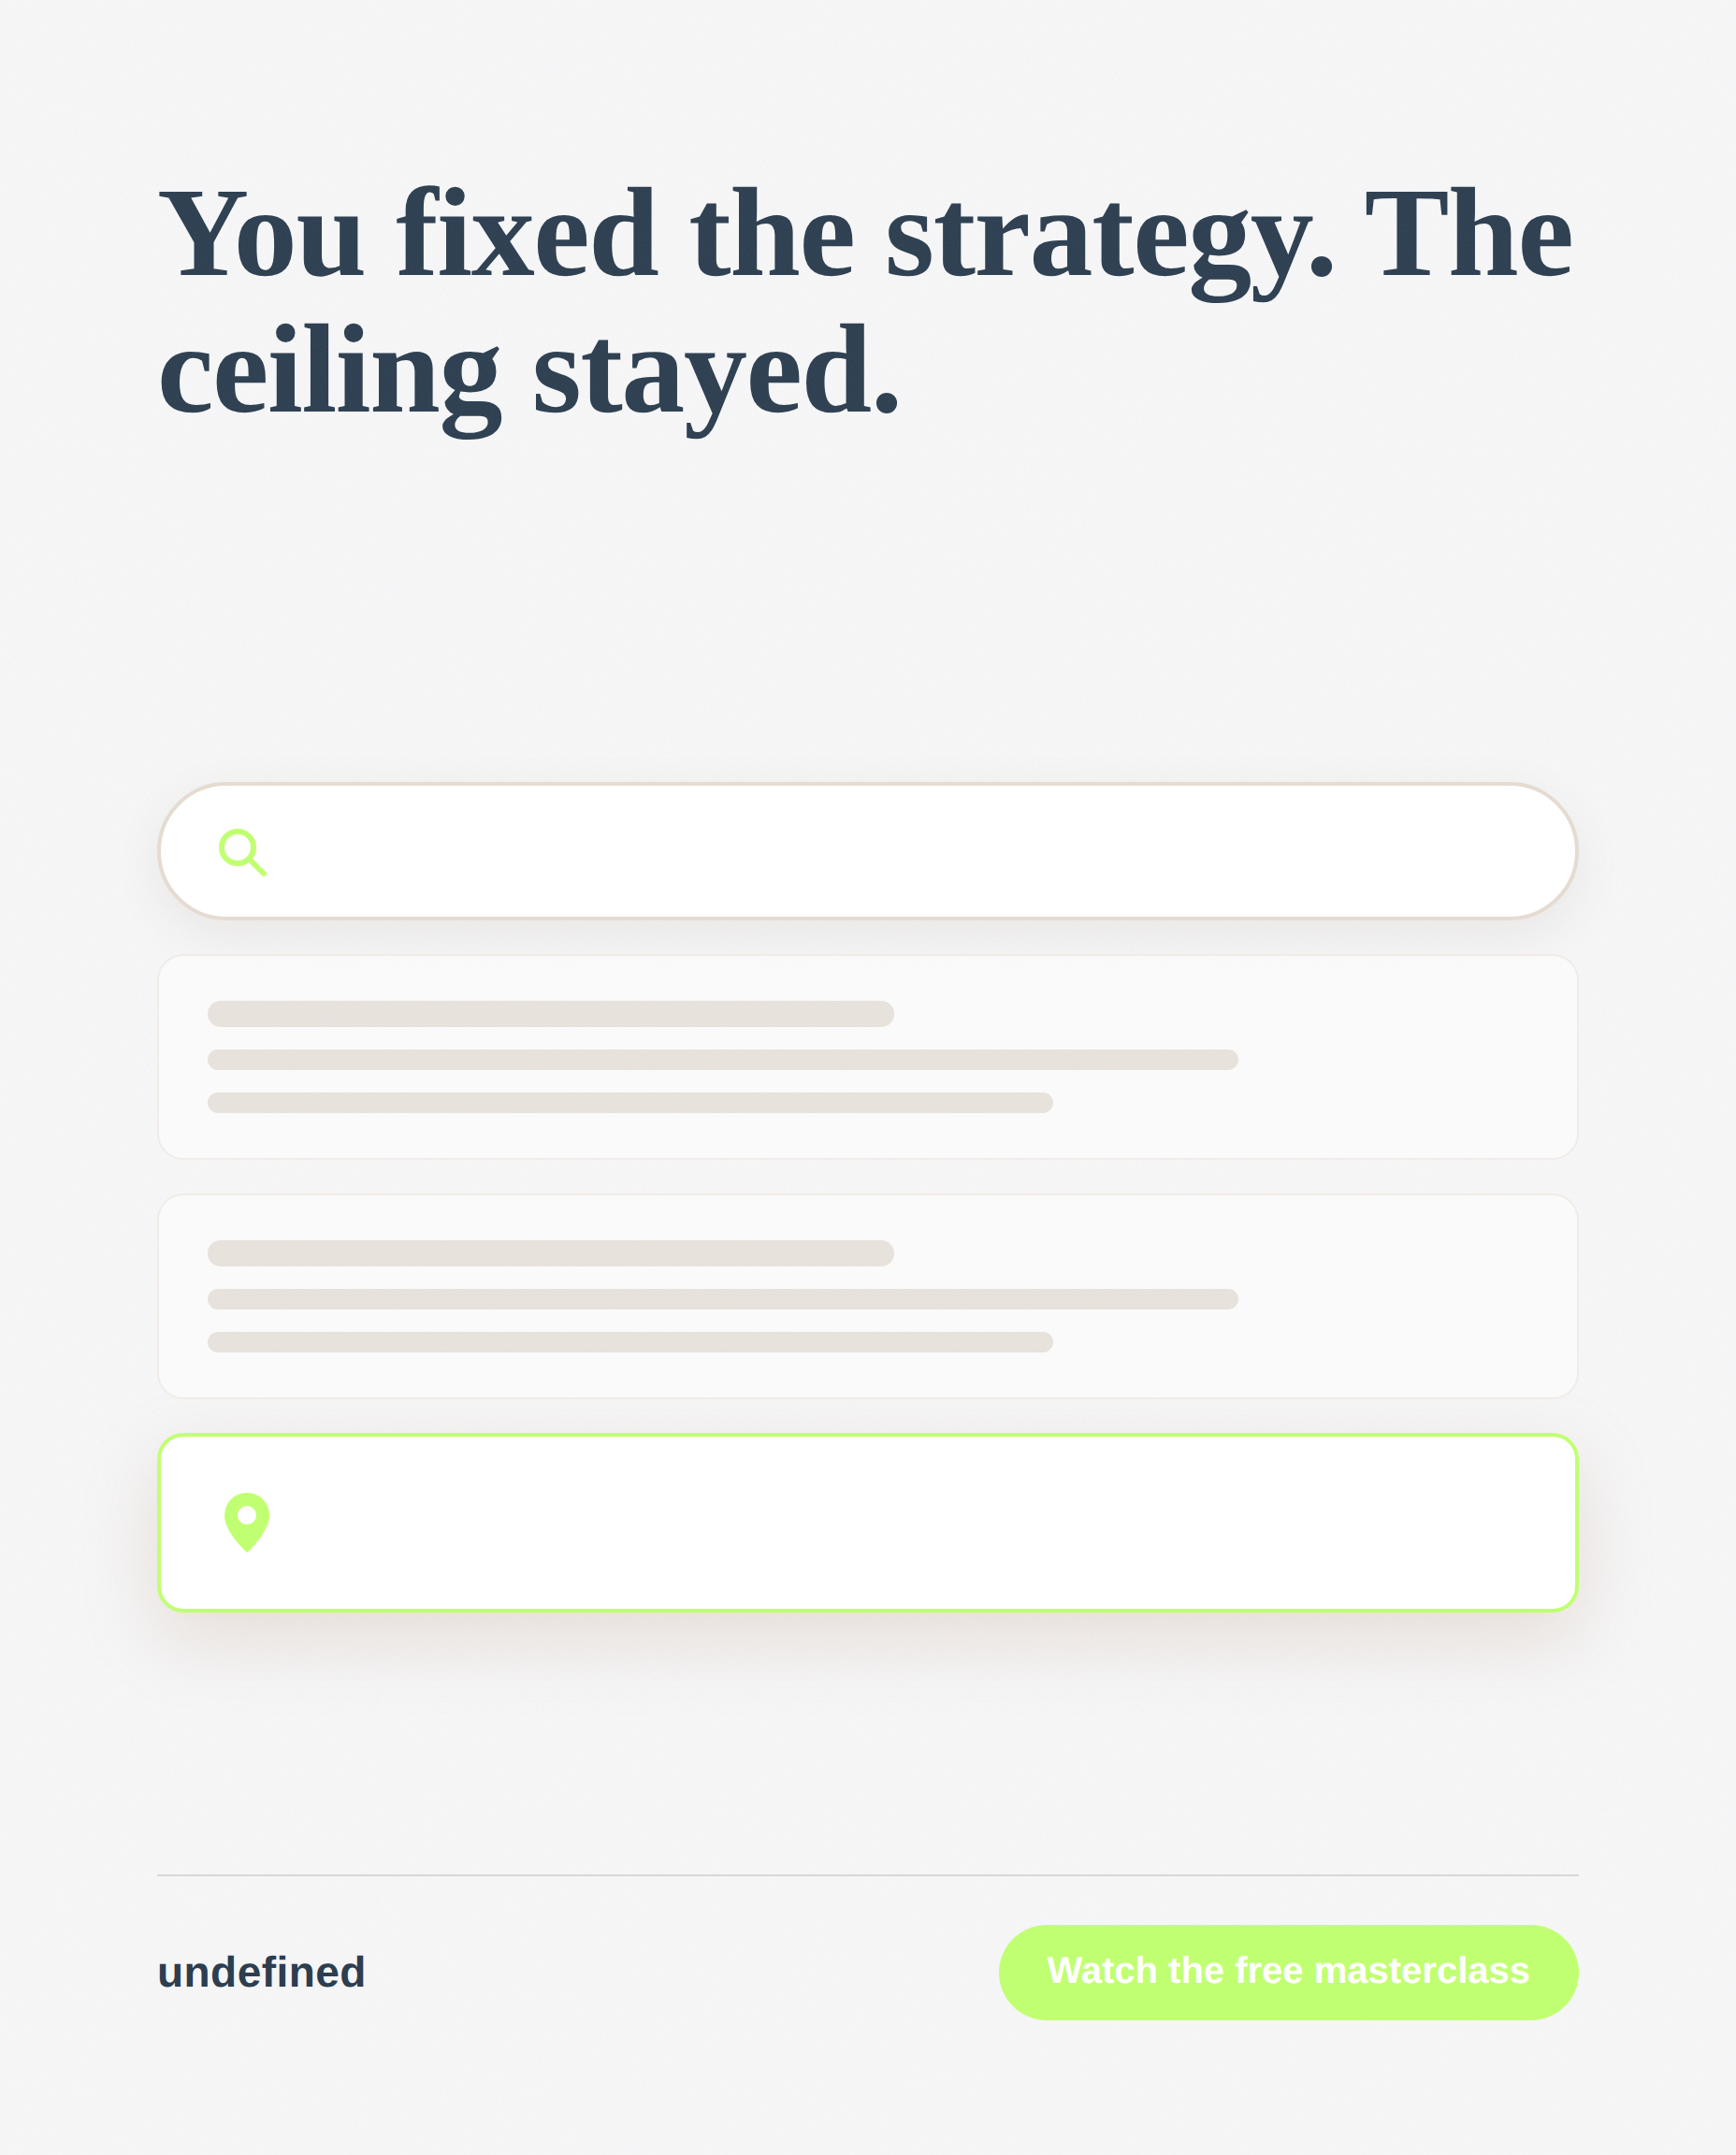 You fixed the strategy. The
ceiling stayed.
undefined
Watch the free masterclass